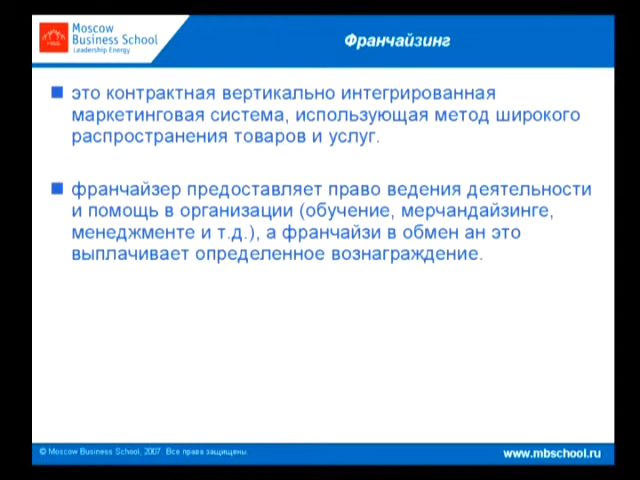 Moscow
Business School
Leadership Energy
Франчайзинг
это контрактная вертикально интегрированная
маркетинговая система, использующая метод широкого
распространения товаров и услуг.
франчайзер предоставляет право ведения деятельности
и помощь в организации (обучение, мерчандайзинге,
менеджменте и т.д.), а франчайзи в обмен ан это
выплачивает определенное вознаграждение.
© Moscow Business School, 2007. Все права защищены.
www.mbschool.ru